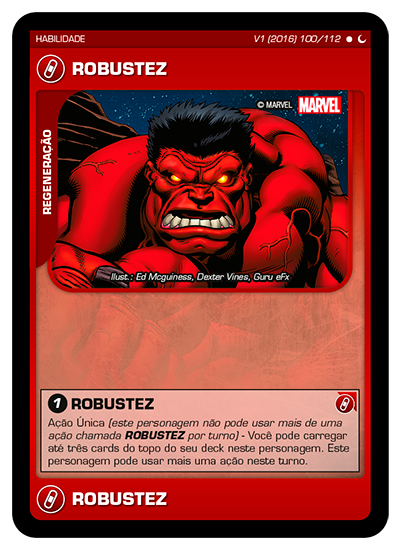 HABILIDADE
V1 (2016) 100/112
ROBUSTEZ
© MARVEL MARVEL
REGENERAÇÃO
Ilust.: Ed Mcguiness, Dexter Vines, Guru eFx
1 ROBUSTEZ
Ação Única (este personagem não pode usar mais de uma
ação chamada ROBUSTEZ por turno) - Você pode carregar
até três cards do topo do seu deck neste personagem. Este
personagem pode usar mais uma ação neste turno.
ROBUSTEZ